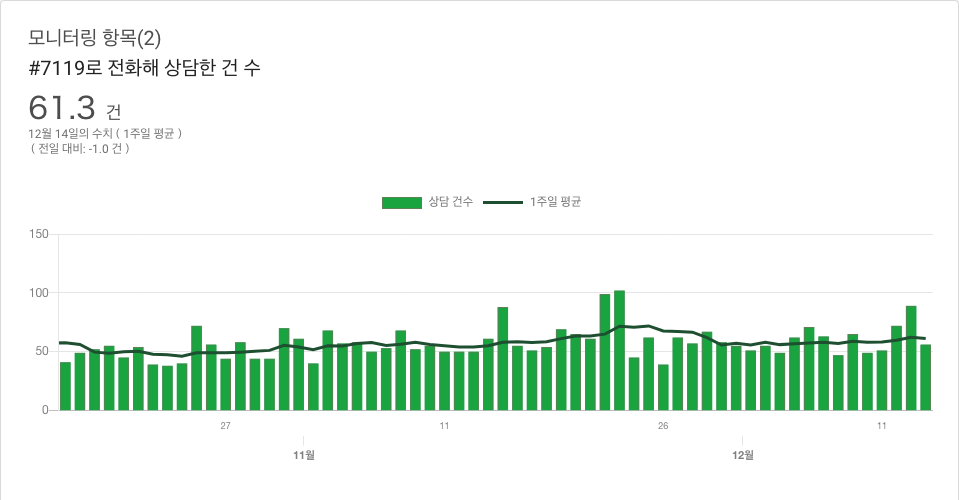 모니터링 항목(2)
#7119로 전화해 상담한 건 수
61.3 건
12월 14일의 수치 ( 1주일 평균 )
( 전일 대비: -1.0 건 )
상담 건수 1주일 평균
150
100
50
0
27 11 26 11
11월 12월